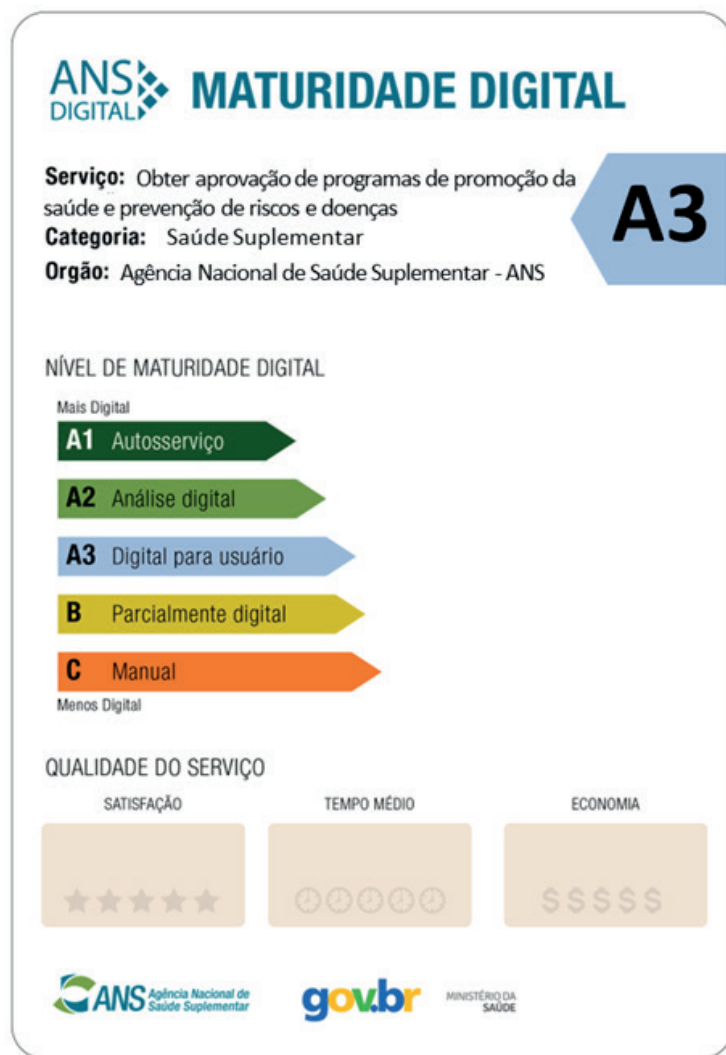 ANS
DIGITAL
MATURIDADE DIGITAL
Serviço: Obter aprovação de programas de promoção da
saúde e prevenção de riscos e doenças
Categoria: Saúde Suplementar
Orgão: Agência Nacional de Saúde Suplementar - ANS
A3
NÍVEL DE MATURIDADE DIGITAL
Mais Digital
A1 Autosserviço
A2 Análise digital
A3 Digital para usuário
B Parcialmente digital
C Manual
Menos Digital
QUALIDADE DO SERVIÇO
SATISFAÇÃO TEMPO MÉDIO ECONOMIA
$$$$$
ANS Agência Nacional de
Saúde Suplementar
gov.br
MINISTÉRIO DA
SAÚDE